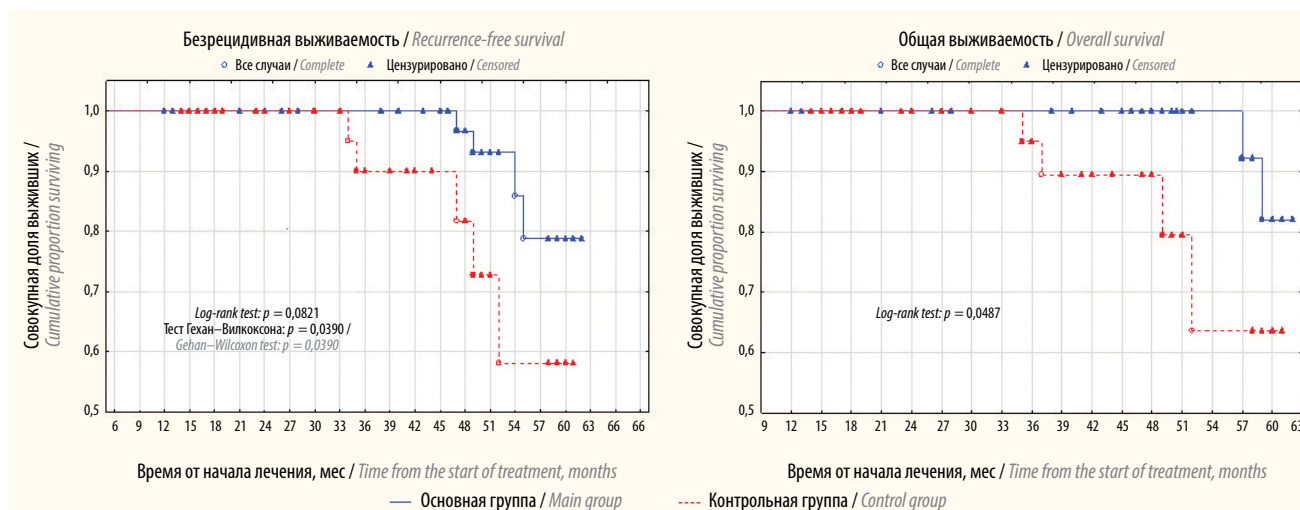 Безрецидивная выживаемость / Recurrence-free survival
Все случаи / Complete Цензурировано / Censored
Совокупная доля выживших /
Cumulative proportion surviving
1,0
0,9
0,8
0,7
0,6
0,5
Log-rank test: p = 0,0821
Тест Гехан–Вилкоксона: p = 0,0390 /
Gehan–Wilcoxon test: p = 0,0390
6 9 12 15 18 21 24 27 30 33 36 39 42 45 48 51 54 57 60 63 66
Время от начала лечения, мес / Time from the start of treatment, months
Общая выживаемость / Overall survival
Все случаи / Complete Цензурировано / Censored
Совокупная доля выживших /
Cumulative proportion surviving
1,0
0,9
0,8
0,7
0,6
0,5
Log-rank test: p = 0,0487
9 12 15 18 21 24 27 30 33 36 39 42 45 48 51 54 57 60 63
Время от начала лечения, мес / Time from the start of treatment, months
Основная группа / Main group Контрольная группа / Control group